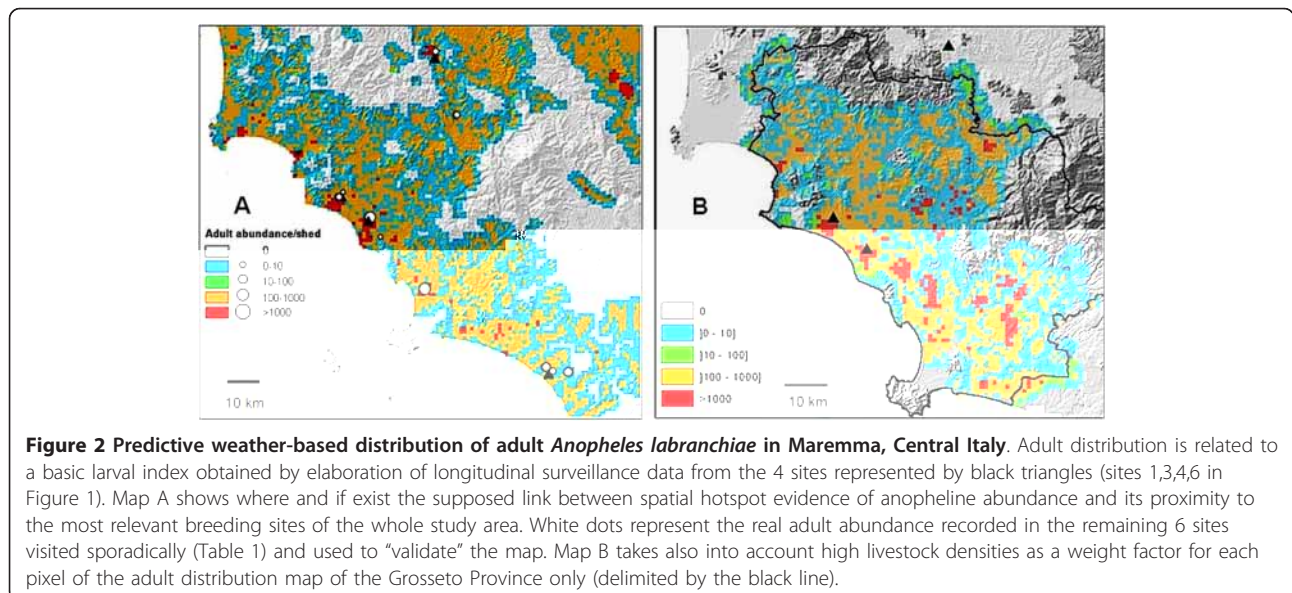 A
Adult abundance/shed
0
0-10
10-100
100-1000
>1000
10 km
B
0
]0 - 10]
]10 - 100]
]100 - 1000]
>1000
10 km
Figure 2 Predictive weather-based distribution of adult Anopheles labranchiae in Maremma, Central Italy. Adult distribution is related to
a basic larval index obtained by elaboration of longitudinal surveillance data from the 4 sites represented by black triangles (sites 1,3,4,6 in
Figure 1). Map A shows where and if exist the supposed link between spatial hotspot evidence of anopheline abundance and its proximity to
the most relevant breeding sites of the whole study area. White dots represent the real adult abundance recorded in the remaining 6 sites
visited sporadically (Table 1) and used to “validate” the map. Map B takes also into account high livestock densities as a weight factor for each
pixel of the adult distribution map of the Grosseto Province only (delimited by the black line).